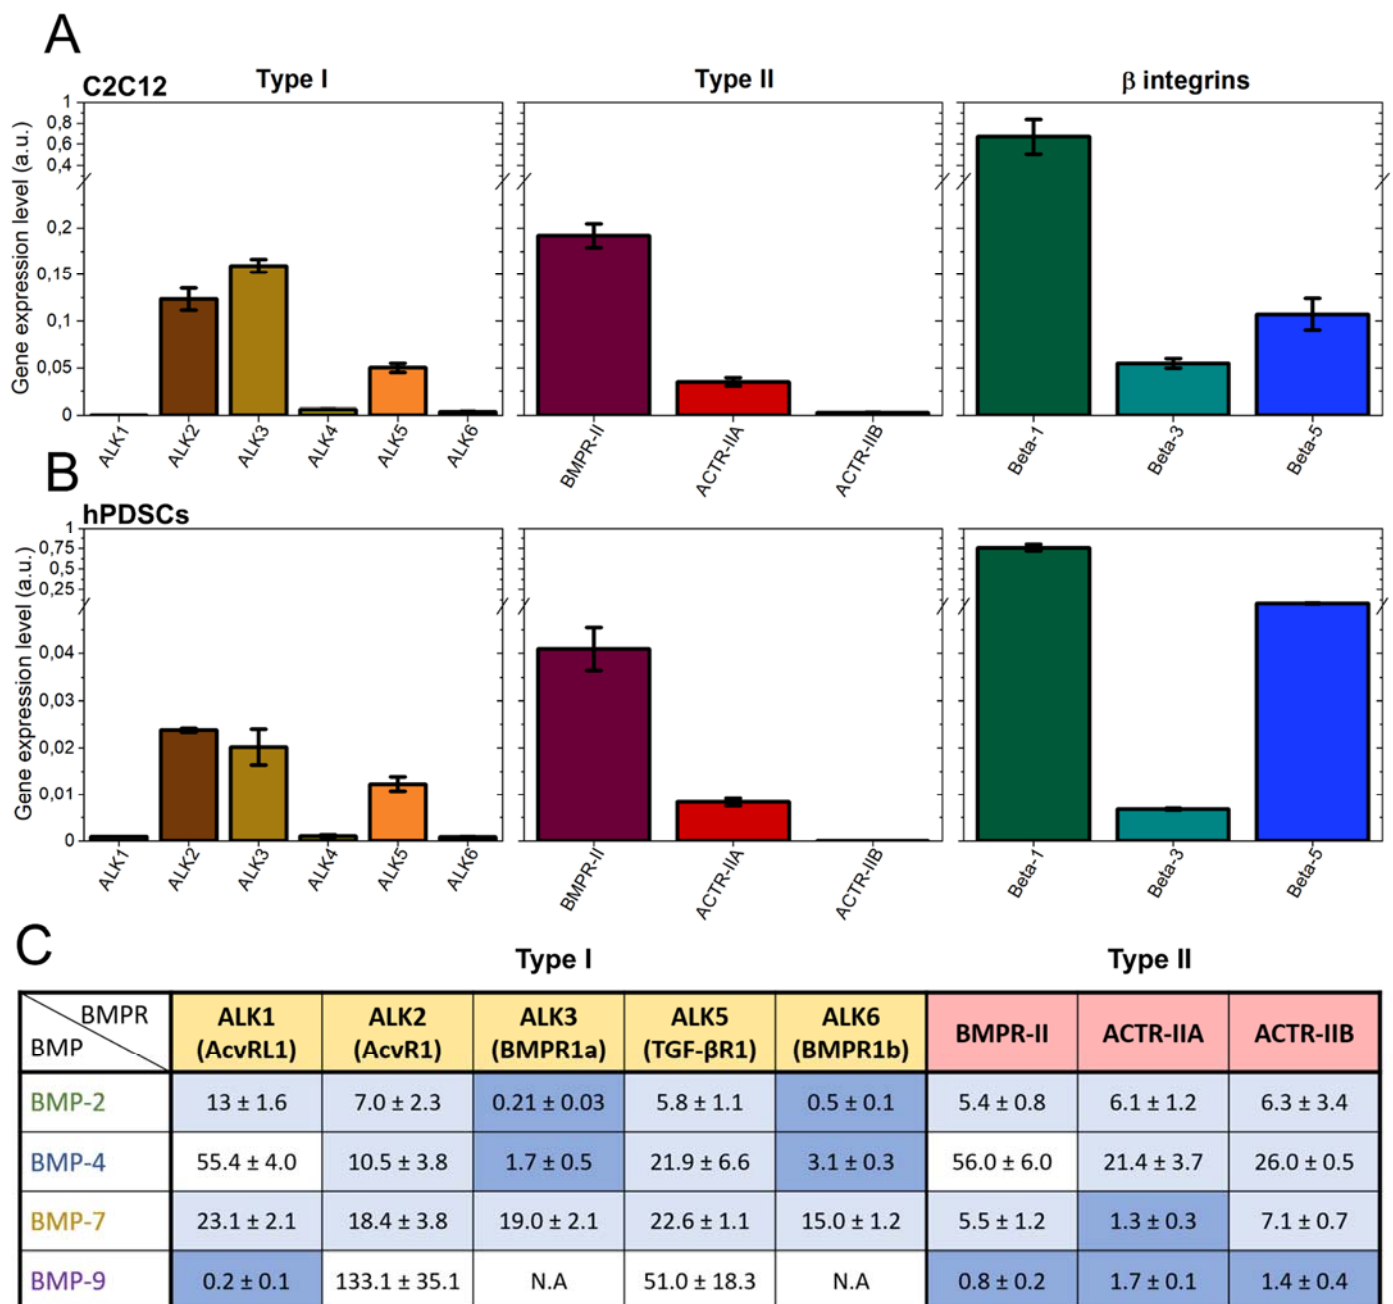 A
C2C12
Type I
Type II
β integrins
Gene expression level (a.u.)
1
0,8
0,6
0,4
0,2
0,15
0,1
0,05
0
ALK1
ALK2
ALK3
ALK4
ALK5
ALK6
BMPR-II
ACTR-IIA
ACTR-IIB
Beta-1
Beta-3
Beta-5
B
hPDSCs
Gene expression level (a.u.)
1
0,75
0,5
0,25
0,04
0,03
0,02
0,01
0
ALK1
ALK2
ALK3
ALK4
ALK5
ALK6
BMPR-II
ACTR-IIA
ACTR-IIB
Beta-1
Beta-3
Beta-5
C
Type I
Type II
BMPR
BMP
ALK1
(AcvRL1)
ALK2
(AcvR1)
ALK3
(BMPR1a)
ALK5
(TGF-βR1)
ALK6
(BMPR1b)
BMPR-II
ACTR-IIA
ACTR-IIB
BMP-2 13 ± 1.6 7.0 ± 2.3 0.21 ± 0.03 5.8 ± 1.1 0.5 ± 0.1 5.4 ± 0.8 6.1 ± 1.2 6.3 ± 3.4
BMP-4 55.4 ± 4.0 10.5 ± 3.8 1.7 ± 0.5 21.9 ± 6.6 3.1 ± 0.3 56.0 ± 6.0 21.4 ± 3.7 26.0 ± 0.5
BMP-7 23.1 ± 2.1 18.4 ± 3.8 19.0 ± 2.1 22.6 ± 1.1 15.0 ± 1.2 5.5 ± 1.2 1.3 ± 0.3 7.1 ± 0.7
BMP-9 0.2 ± 0.1 133.1 ± 35.1 N.A 51.0 ± 18.3 N.A 0.8 ± 0.2 1.7 ± 0.1 1.4 ± 0.4